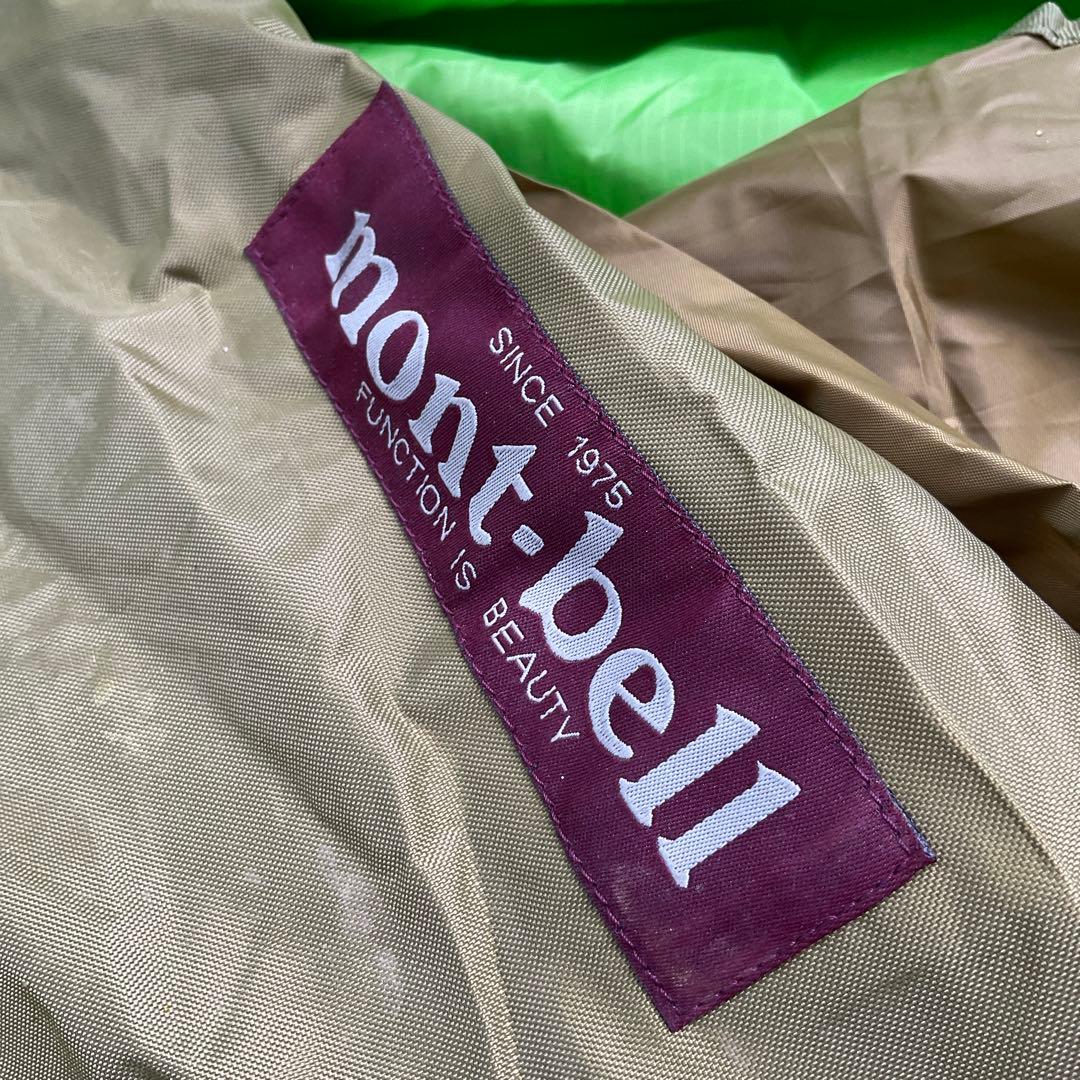 SINCE 1975
mont-bell
FUNCTION IS BEAUTY